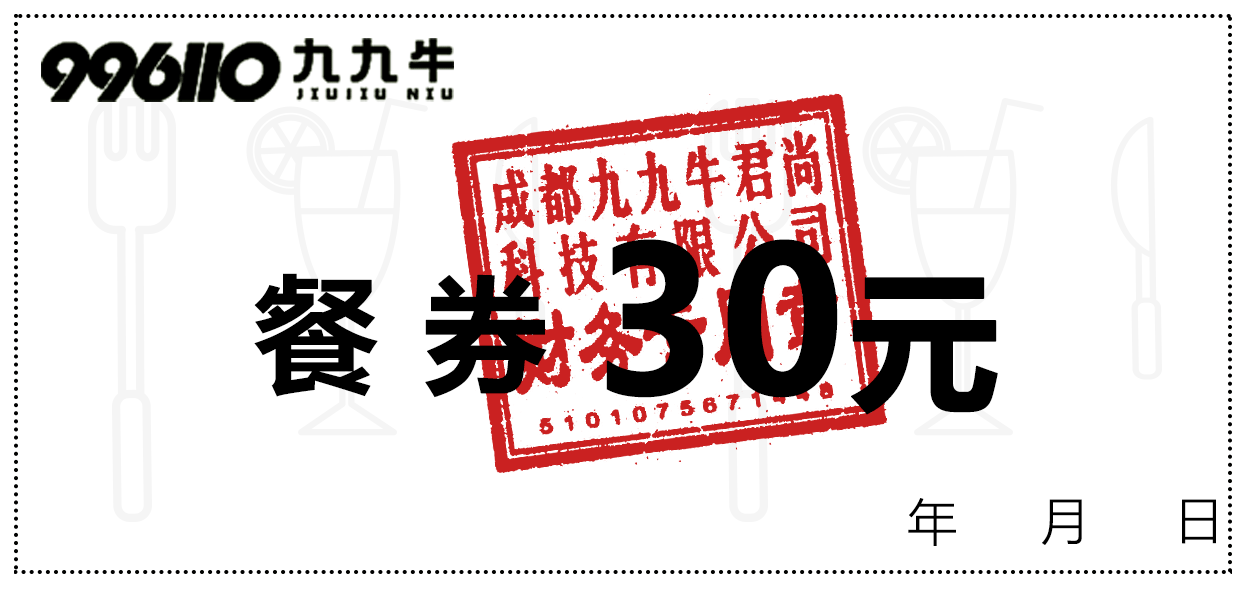 996110 九九牛
JIUJIU NIU
成都九九牛君尚
科技有限公司
财务专用章
餐 券 30元
5101075671448
年 月 日